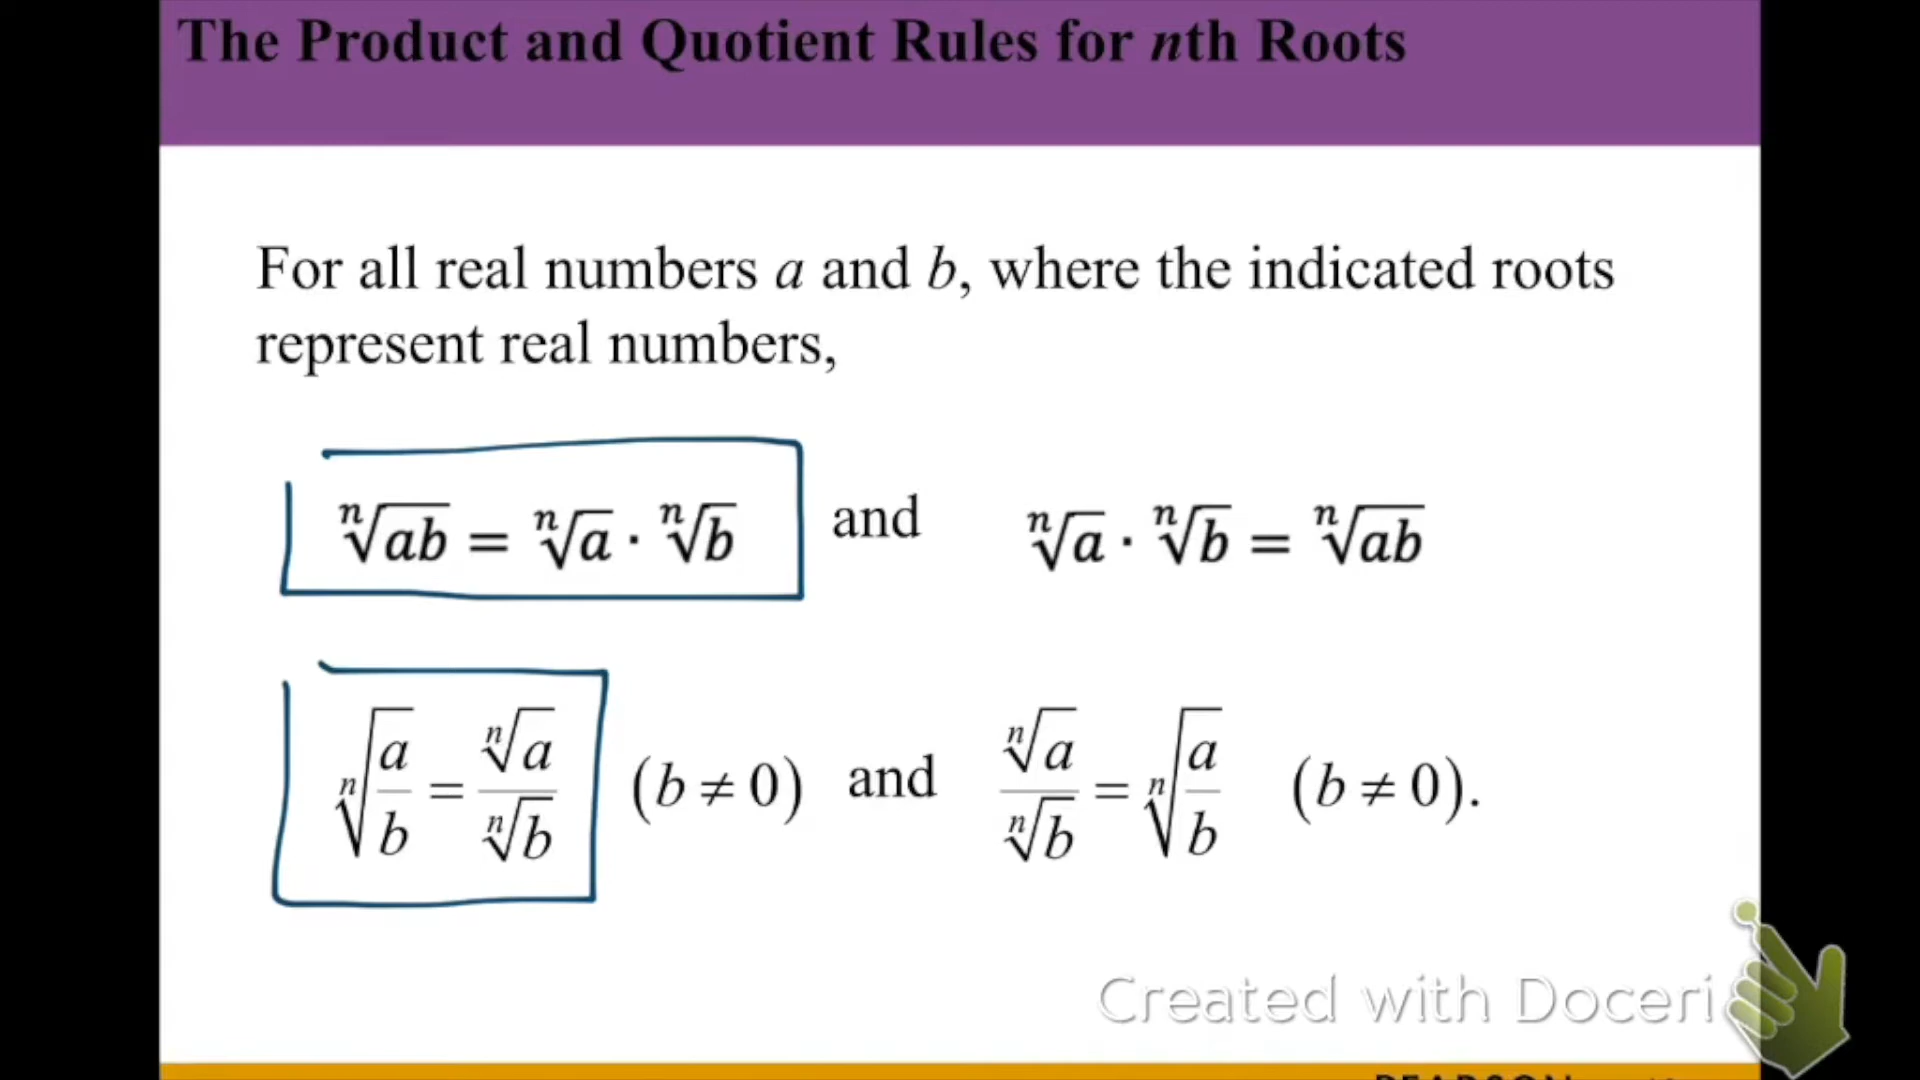 The Product and Quotient Rules for nth Roots
For all real numbers a and b, where the indicated roots
represent real numbers,
ⁿ√ab = ⁿ√a · ⁿ√b and ⁿ√a · ⁿ√b = ⁿ√ab
ⁿ√(a/b) = ⁿ√a / ⁿ√b (b ≠ 0) and ⁿ√a / ⁿ√b = ⁿ√(a/b) (b ≠ 0).
Created with Doceri
PEARSON